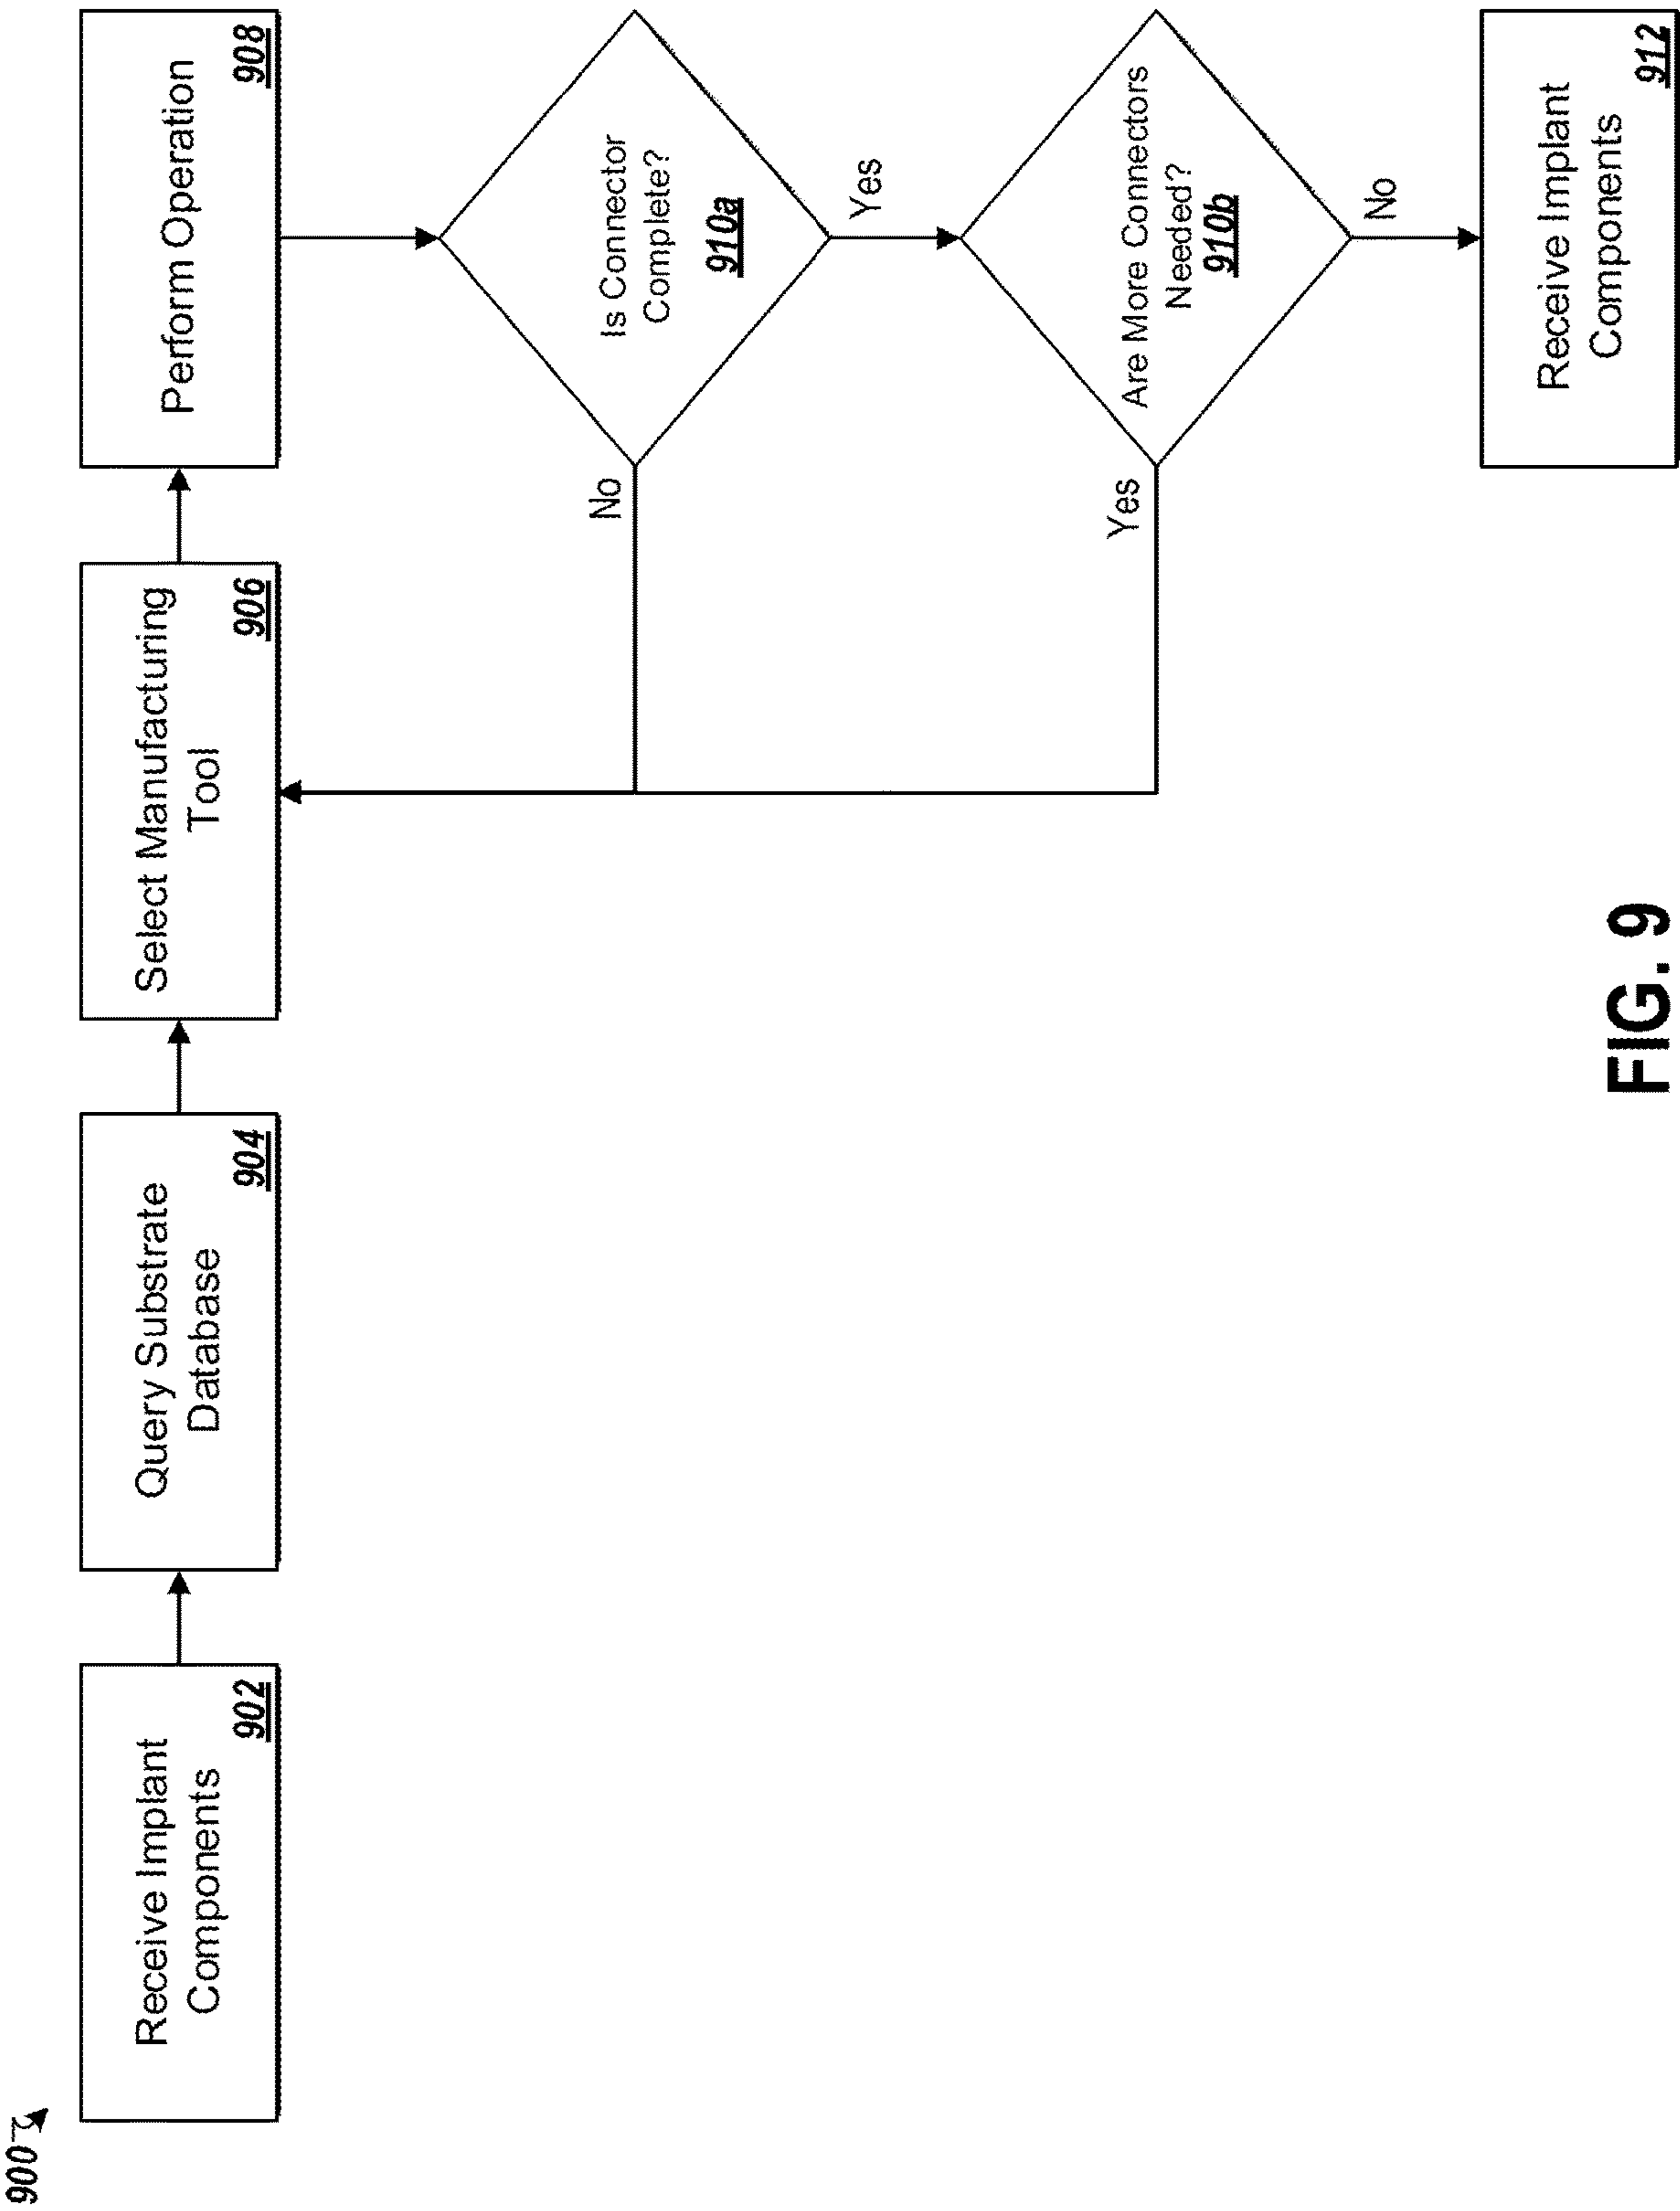 900
Receive Implant
Components
902
Query Substrate
Database
904
Select Manufacturing
Tool
906
Perform Operation
908
Is Connector
Complete?
910a
No
Yes
Are More Connectors
Needed?
910b
Yes
No
Receive Implant
Components
912
FIG. 9